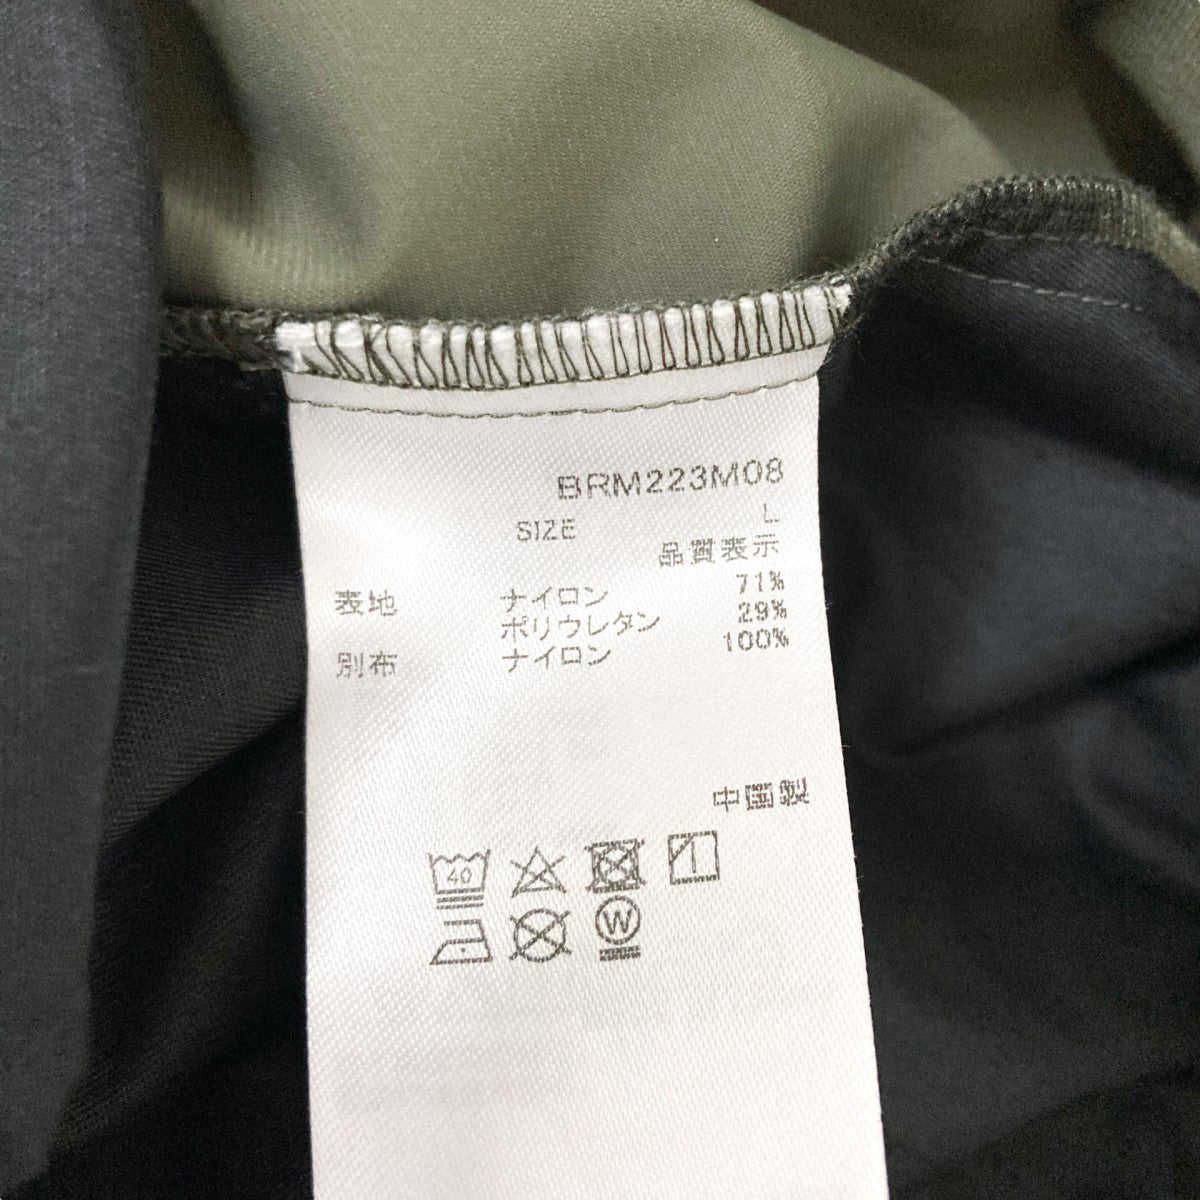 BRM223M08
SIZE L
品質表示
表地 ナイロン 71%
ポリウレタン 29%
別布 ナイロン 100%
中国製
40
W